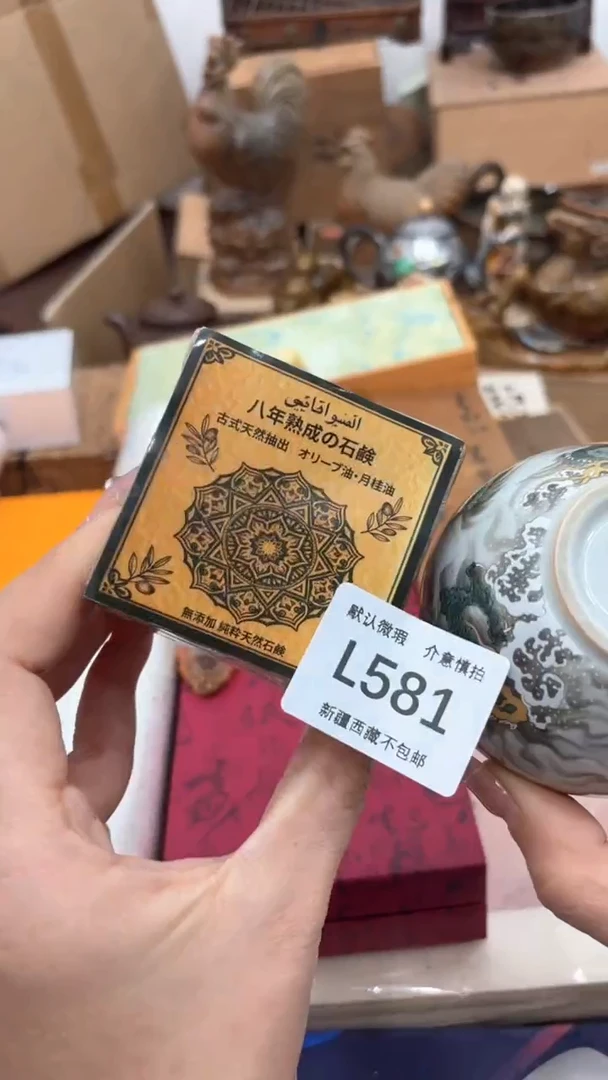 八年熟成の石鹸
古式天然抽出 オリーブ油・月桂油
無添加 純粋天然石鹸
默认微瑕 介意慎拍
L581
新疆西藏不包邮